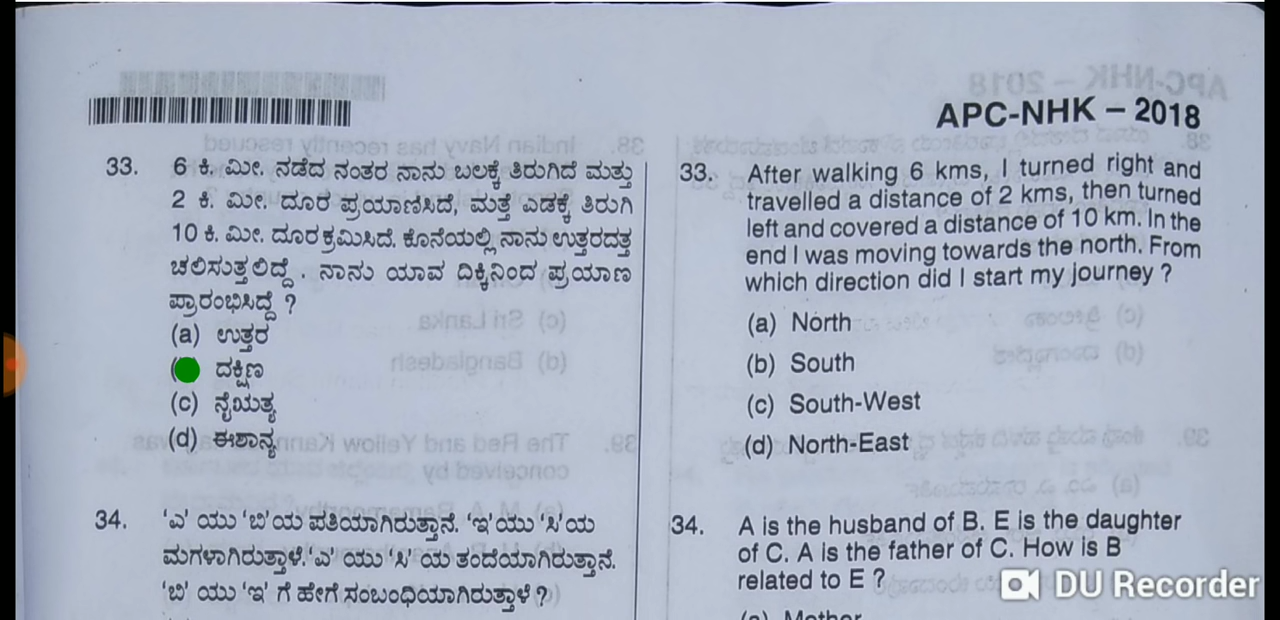 APC-NHK – 2018
33. 6 ಕಿ. ಮೀ. ನಡೆದ ನಂತರ ನಾನು ಬಲಕ್ಕೆ ತಿರುಗಿದೆ ಮತ್ತು
2 ಕಿ. ಮೀ. ದೂರ ಪ್ರಯಾಣಿಸಿದೆ, ಮತ್ತೆ ಎಡಕ್ಕೆ ತಿರುಗಿ
10 ಕಿ. ಮೀ. ದೂರ ಕ್ರಮಿಸಿದೆ. ಕೊನೆಯಲ್ಲಿ ನಾನು ಉತ್ತರದತ್ತ
ಚಲಿಸುತ್ತಲಿದ್ದೆ . ನಾನು ಯಾವ ದಿಕ್ಕಿನಿಂದ ಪ್ರಯಾಣ
ಪ್ರಾರಂಭಿಸಿದ್ದೆ ?
(a) ಉತ್ತರ
( ದಕ್ಷಿಣ
(c) ನೈಋತ್ಯ
(d) ಈಶಾನ್ಯ
34. ‘ಎ’ ಯು ‘ಬಿ’ಯ ಪತಿಯಾಗಿರುತ್ತಾನೆ. ‘ಇ’ಯು ‘ಸಿ’ಯ
ಮಗಳಾಗಿರುತ್ತಾಳೆ. ‘ಎ’ ಯು ‘ಸಿ’ ಯ ತಂದೆಯಾಗಿರುತ್ತಾನೆ.
‘ಬಿ’ ಯು ‘ಇ’ ಗೆ ಹೇಗೆ ಸಂಬಂಧಿಯಾಗಿರುತ್ತಾಳೆ ?
33. After walking 6 kms, I turned right and
travelled a distance of 2 kms, then turned
left and covered a distance of 10 km. In the
end I was moving towards the north. From
which direction did I start my journey ?
(a) North
(b) South
(c) South-West
(d) North-East
34. A is the husband of B. E is the daughter
of C. A is the father of C. How is B
related to E ?
(a) Mother
DU Recorder